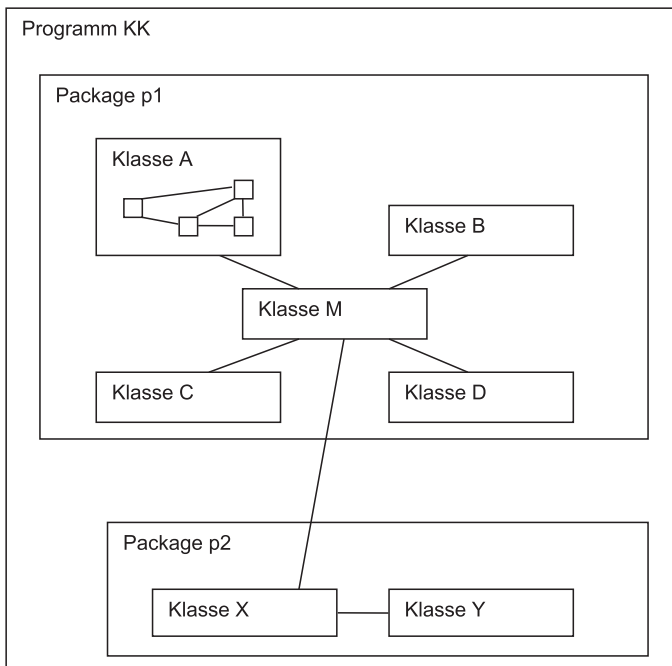 Programm KK
Package p1
Klasse A
Klasse B
Klasse M
Klasse C
Klasse D
Package p2
Klasse X
Klasse Y